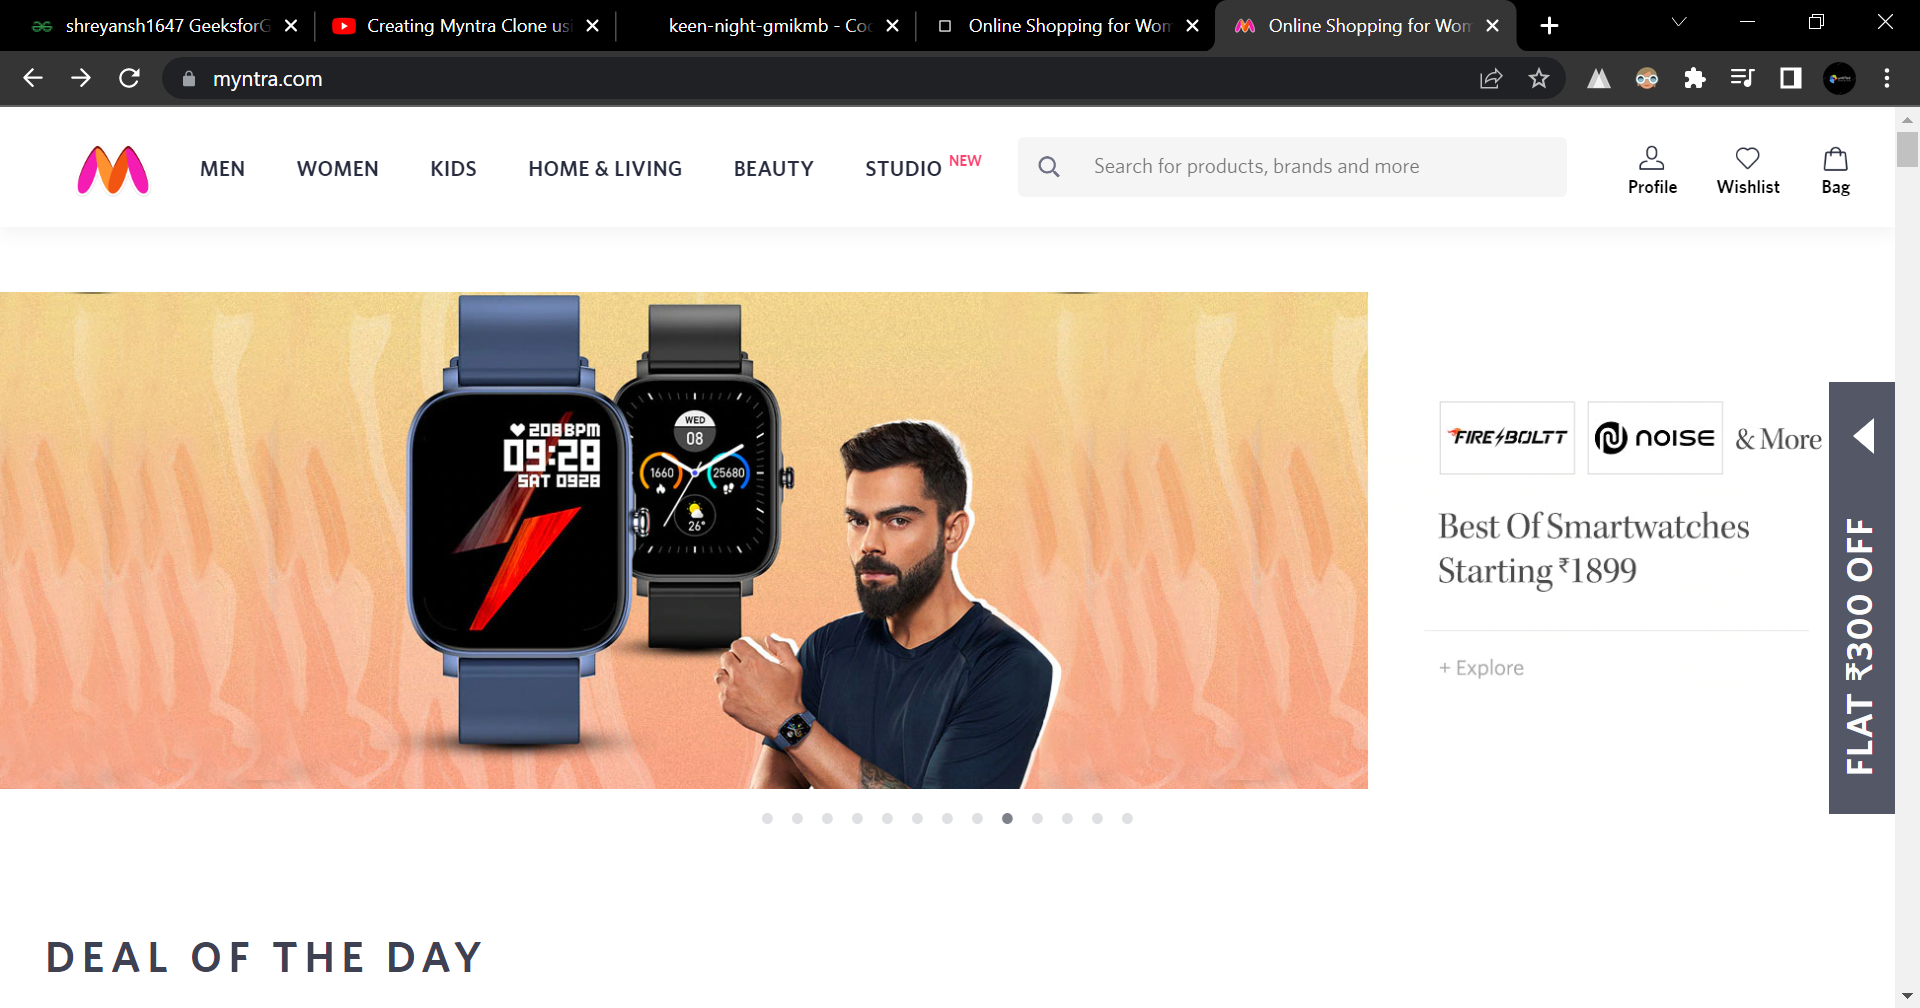 shreyansh1647 GeeksforG
Creating Myntra Clone usi
keen-night-gmikmb - Co
Online Shopping for Wom
Online Shopping for Wom
myntra.com
MEN
WOMEN
KIDS
HOME & LIVING
BEAUTY
STUDIO NEW
Search for products, brands and more
Profile
Wishlist
Bag
208BPM
09:28
SAT 0928
WED
08
1660
25680
26°
FIRE BOLTT
NOISE
& More
Best Of Smartwatches
Starting ₹1899
+ Explore
FLAT ₹300 OFF
DEAL OF THE DAY